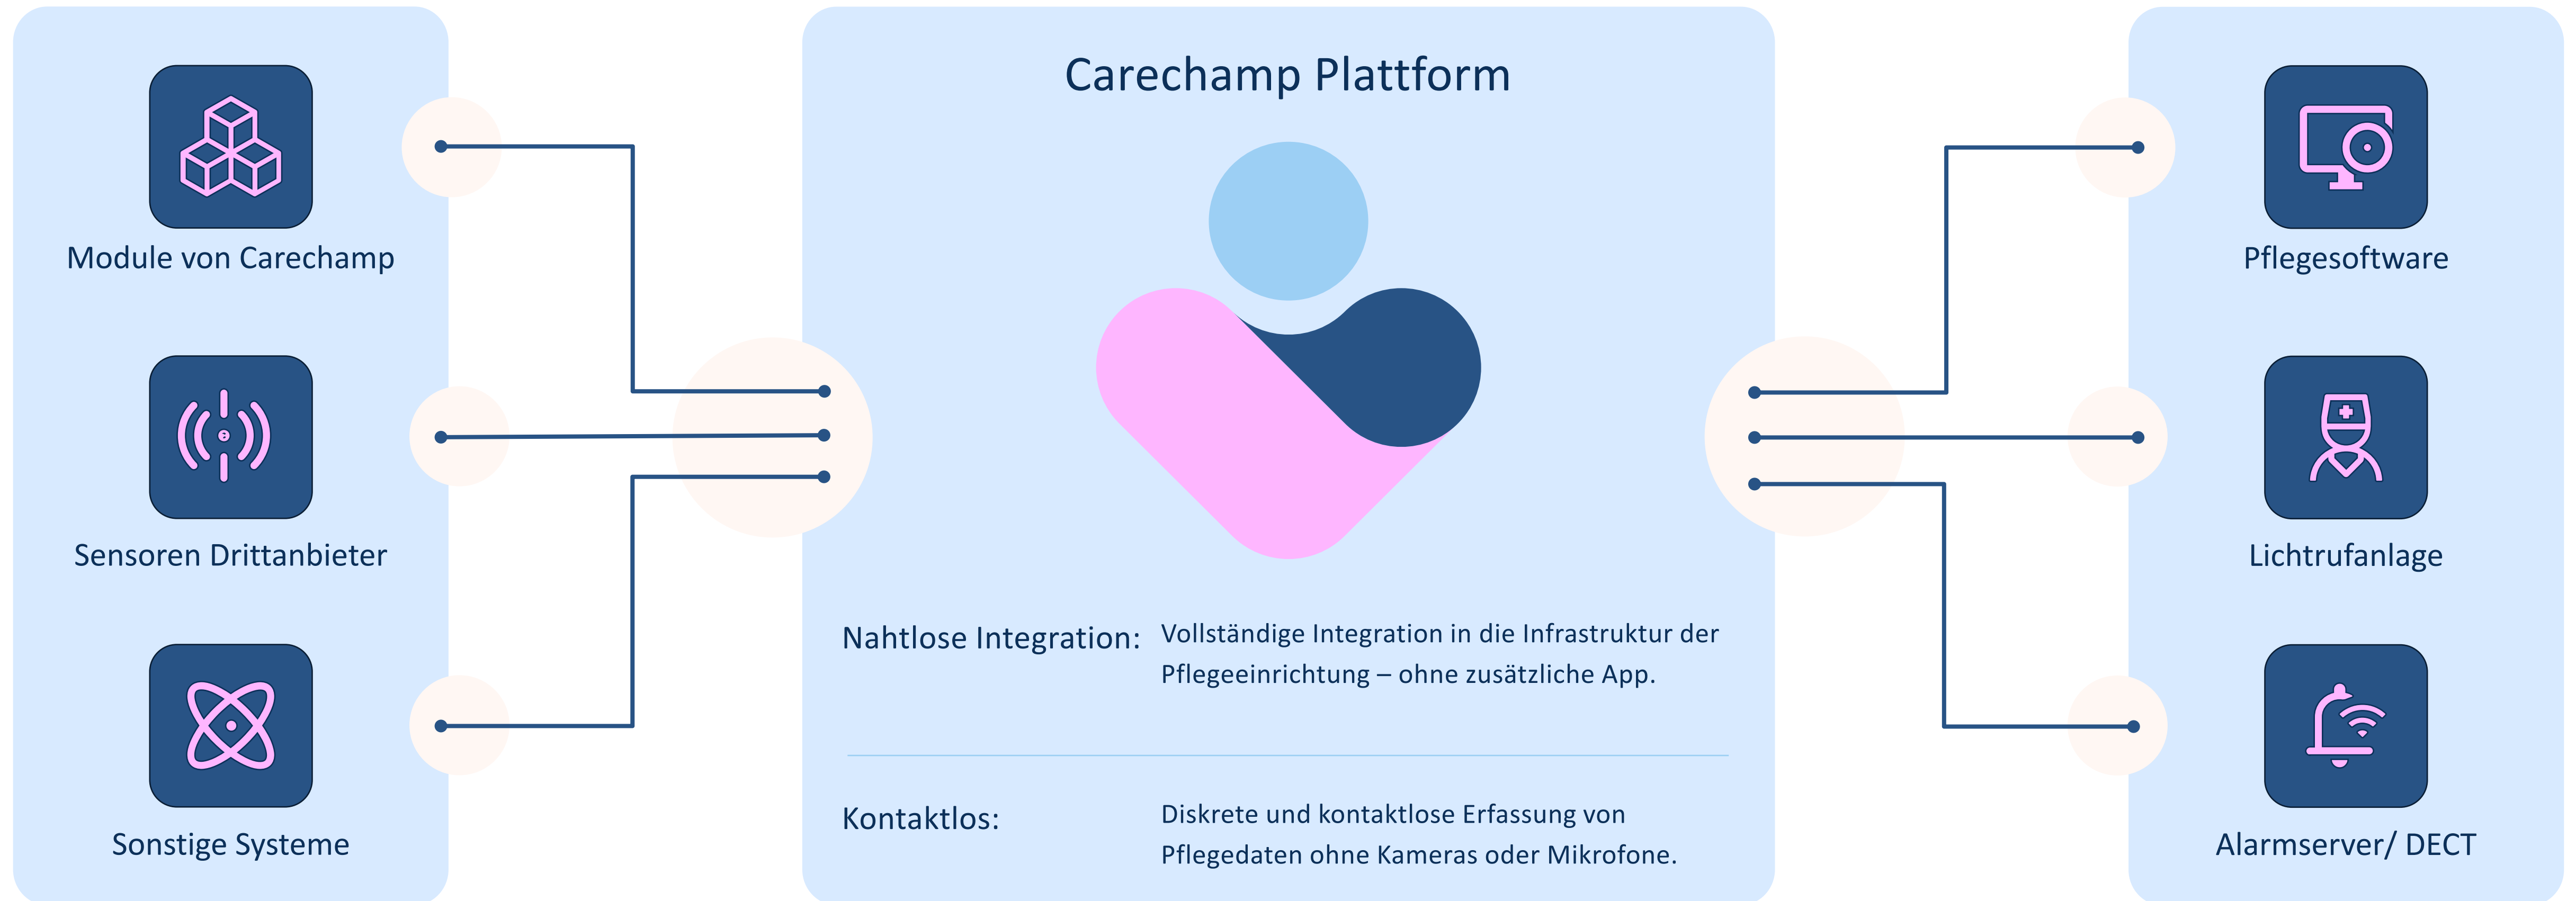 Carechamp Plattform
Module von Carechamp
Sensoren Drittanbieter
Sonstige Systeme
Nahtlose Integration:
Vollständige Integration in die Infrastruktur der
Pflegeeinrichtung – ohne zusätzliche App.
Kontaktlos:
Diskrete und kontaktlose Erfassung von
Pflegedaten ohne Kameras oder Mikrofone.
Pflegesoftware
Lichtrufanlage
Alarmserver/ DECT